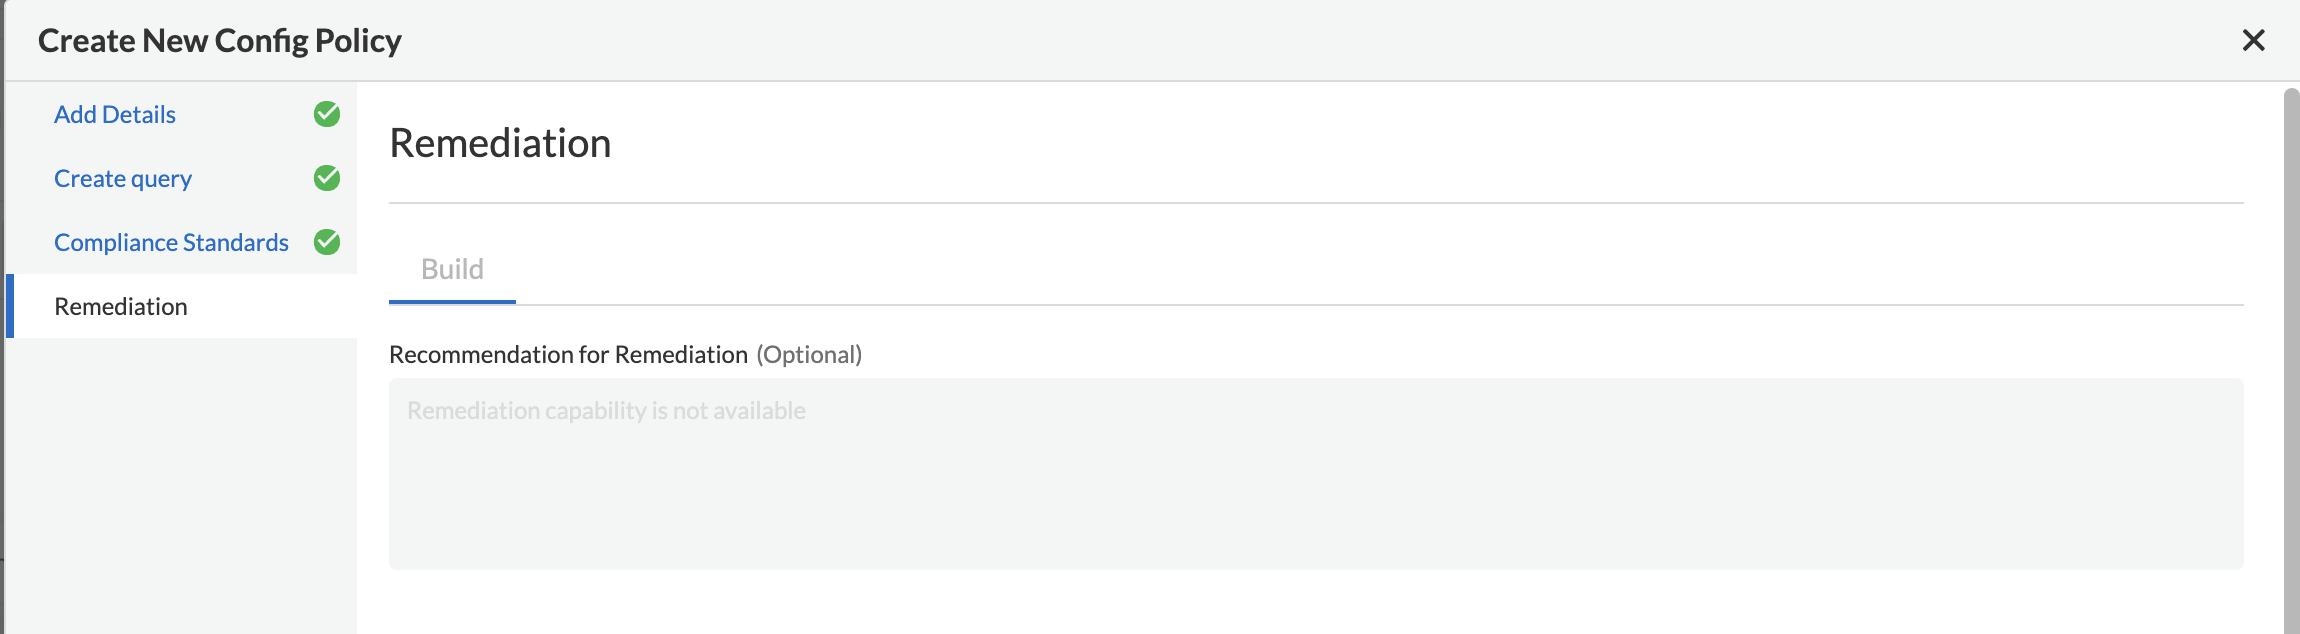 Create New Config Policy
Add Details
Create query
Compliance Standards
Remediation
Remediation
Build
Recommendation for Remediation (Optional)
Remediation capability is not available